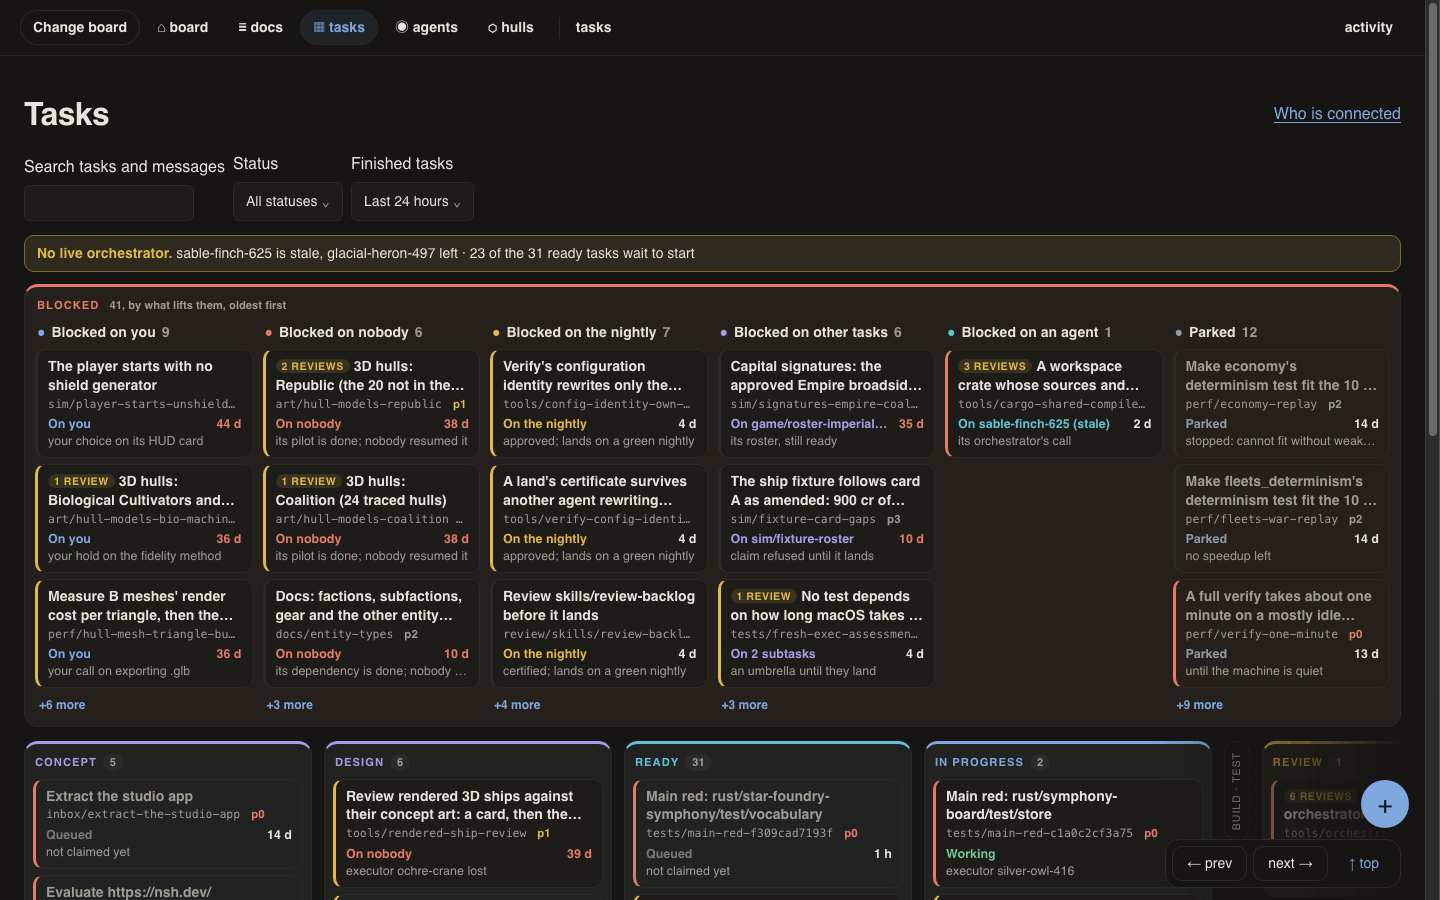 Change board
board
docs
tasks
agents
hulls
tasks
activity
Tasks
Who is connected
Search tasks and messages
Status
Finished tasks
All statuses
Last 24 hours
No live orchestrator. sable-finch-625 is stale, glacial-heron-497 left · 23 of the 31 ready tasks wait to start
BLOCKED 41, by what lifts them, oldest first
Blocked on you 9
The player starts with no
shield generator
sim/player-starts-unshield…
On you 44 d
your choice on its HUD card
1 REVIEW 3D hulls:
Biological Cultivators and…
art/hull-models-bio-machin…
On you 36 d
your hold on the fidelity method
Measure B meshes' render
cost per triangle, then the…
perf/hull-mesh-triangle-bu…
On you 36 d
your call on exporting .glb
+6 more
Blocked on nobody 6
2 REVIEWS 3D hulls:
Republic (the 20 not in the…
art/hull-models-republic p1
On nobody 38 d
its pilot is done; nobody resumed it
1 REVIEW 3D hulls:
Coalition (24 traced hulls)
art/hull-models-coalition …
On nobody 38 d
its pilot is done; nobody resumed it
Docs: factions, subfactions,
gear and the other entity…
docs/entity-types p2
On nobody 10 d
its dependency is done; nobody …
+3 more
Blocked on the nightly 7
Verify's configuration
identity rewrites only the…
tools/config-identity-own-…
On the nightly 4 d
approved; lands on a green nightly
A land's certificate survives
another agent rewriting…
tools/verify-config-identi…
On the nightly 4 d
approved; lands on a green nightly
Review skills/review-backlog
before it lands
review/skills/review-backl…
On the nightly 4 d
certified; lands on a green nightly
+4 more
Blocked on other tasks 6
Capital signatures: the
approved Empire broadsid…
sim/signatures-empire-coal…
On game/roster-imperial… 35 d
its roster, still ready
The ship fixture follows card
A as amended: 900 cr of…
sim/fixture-card-gaps p3
On sim/fixture-roster 10 d
claim refused until it lands
1 REVIEW No test depends
on how long macOS takes …
tests/fresh-exec-assessmen…
On 2 subtasks 4 d
an umbrella until they land
+3 more
Blocked on an agent 1
3 REVIEWS A workspace
crate whose sources and…
tools/cargo-shared-compile…
On sable-finch-625 (stale) 2 d
its orchestrator's call
Parked 12
Make economy's
determinism test fit the 10 …
perf/economy-replay p2
Parked 14 d
stopped: cannot fit without weak…
Make fleets_determinism's
determinism test fit the 10 …
perf/fleets-war-replay p2
Parked 14 d
no speedup left
A full verify takes about one
minute on a mostly idle…
perf/verify-one-minute p0
Parked 13 d
until the machine is quiet
+9 more
CONCEPT 5
Extract the studio app
inbox/extract-the-studio-app p0
Queued 14 d
not claimed yet
Evaluate https://nsh.dev/
DESIGN 6
Review rendered 3D ships against
their concept art: a card, then the…
tools/rendered-ship-review p1
On nobody 39 d
executor ochre-crane lost
READY 31
Main red: rust/star-foundry-
symphony/test/vocabulary
tests/main-red-f309cad7193f p0
Queued 1 h
not claimed yet
IN PROGRESS 2
Main red: rust/symphony-
board/test/store
tests/main-red-c1a0c2cf3a75 p0
Working
executor silver-owl-416
BUILD · TEST
REVIEW 1
6 REVIEWS
orchestrato
tools/orchestr
+
← prev
next →
↑ top